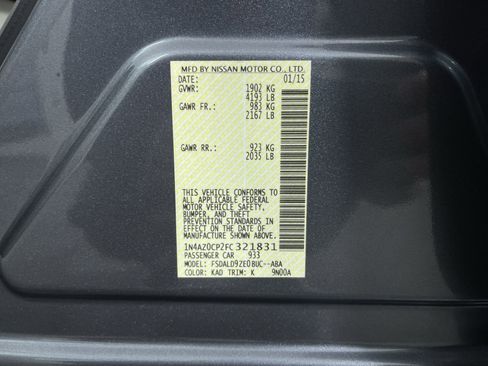 MFD BY NISSAN MOTOR CO., LTD.
DATE: 01/15
GVWR: 1902 KG
4193 LB
GAWR FR.: 983 KG
2167 LB
GAWR RR.: 923 KG
2035 LB
THIS VEHICLE CONFORMS TO
ALL APPLICABLE FEDERAL
MOTOR VEHICLE SAFETY,
BUMPER, AND THEFT
PREVENTION STANDARDS IN
EFFECT ON THE DATE OF
MANUFACTURE SHOWN ABOVE.
1N4AZ0CP2FC321831
PASSENGER CAR 933
MODEL: FSDALD9ZE0BUC--ABA
COLOR: KAD TRIM: K 9N00A